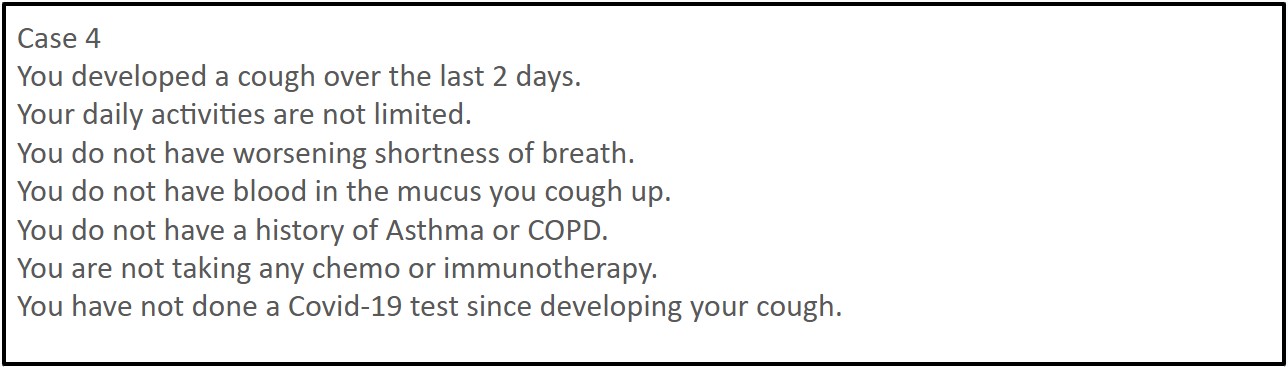 Case 4
You developed a cough over the last 2 days.
Your daily activities are not limited.
You do not have worsening shortness of breath.
You do not have blood in the mucus you cough up.
You do not have a history of Asthma or COPD.
You are not taking any chemo or immunotherapy.
You have not done a Covid-19 test since developing your cough.